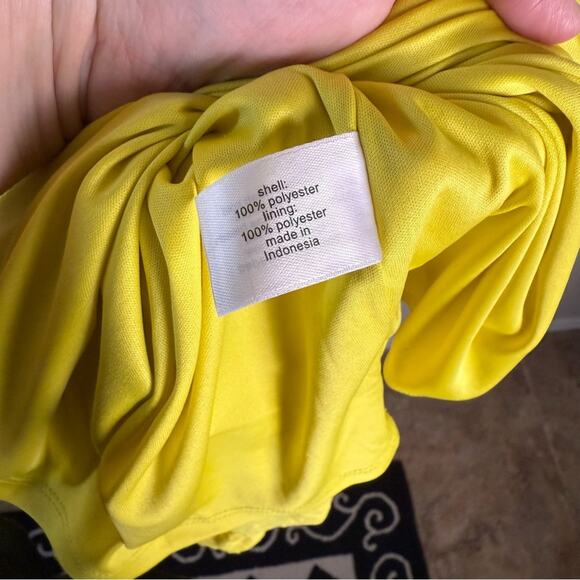 shell:
100% polyester
lining:
100% polyester
made in
Indonesia